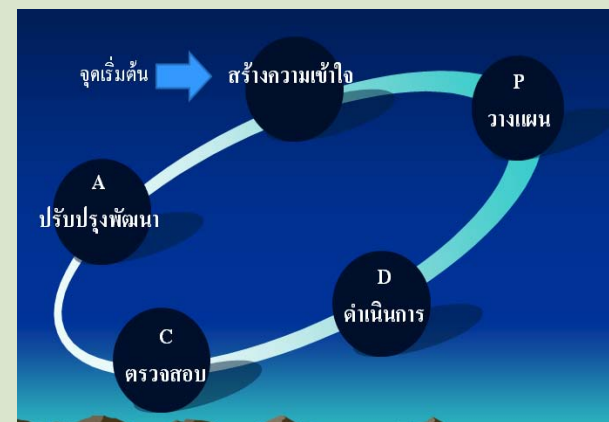 จุดเริ่มต้น
สร้างความเข้าใจ
P
วางแผน
D
ดำเนินการ
C
ตรวจสอบ
A
ปรับปรุงพัฒนา